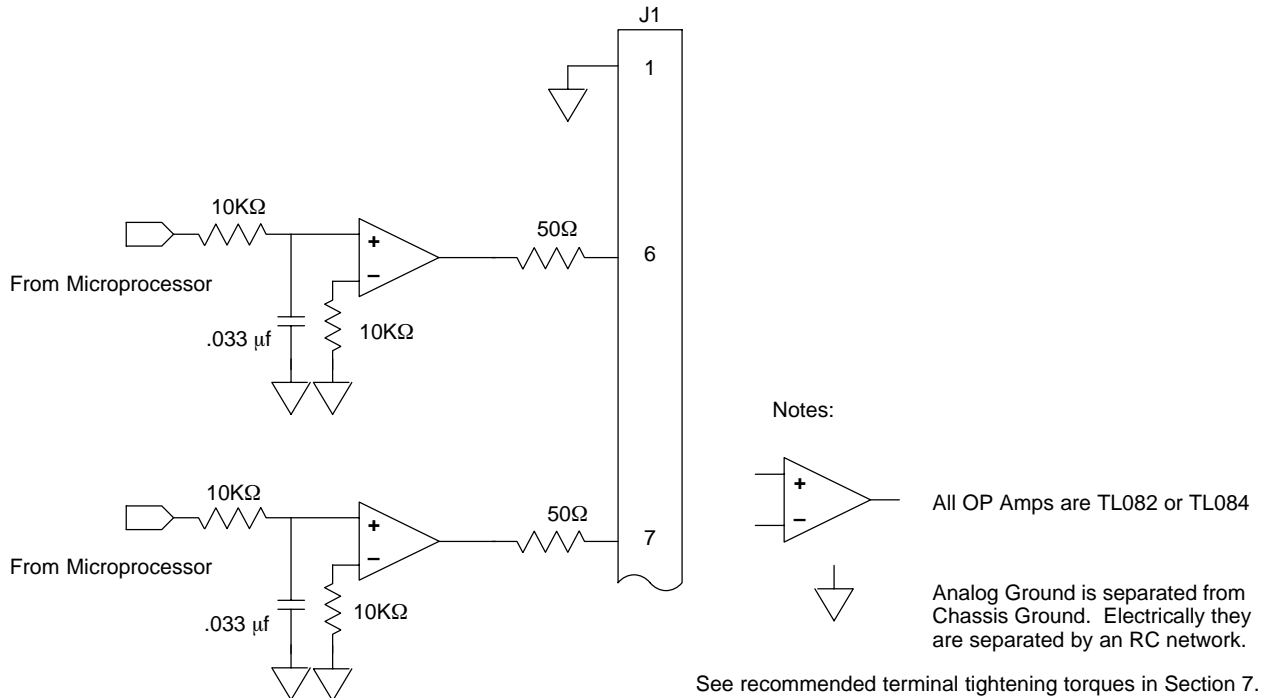 J1
1
10KΩ
+
−
50Ω
6
From Microprocessor
.033 μf
10KΩ
10KΩ
+
−
50Ω
7
From Microprocessor
.033 μf
10KΩ
Notes:
+
−
All OP Amps are TL082 or TL084
Analog Ground is separated from
Chassis Ground. Electrically they
are separated by an RC network.
See recommended terminal tightening torques in Section 7.